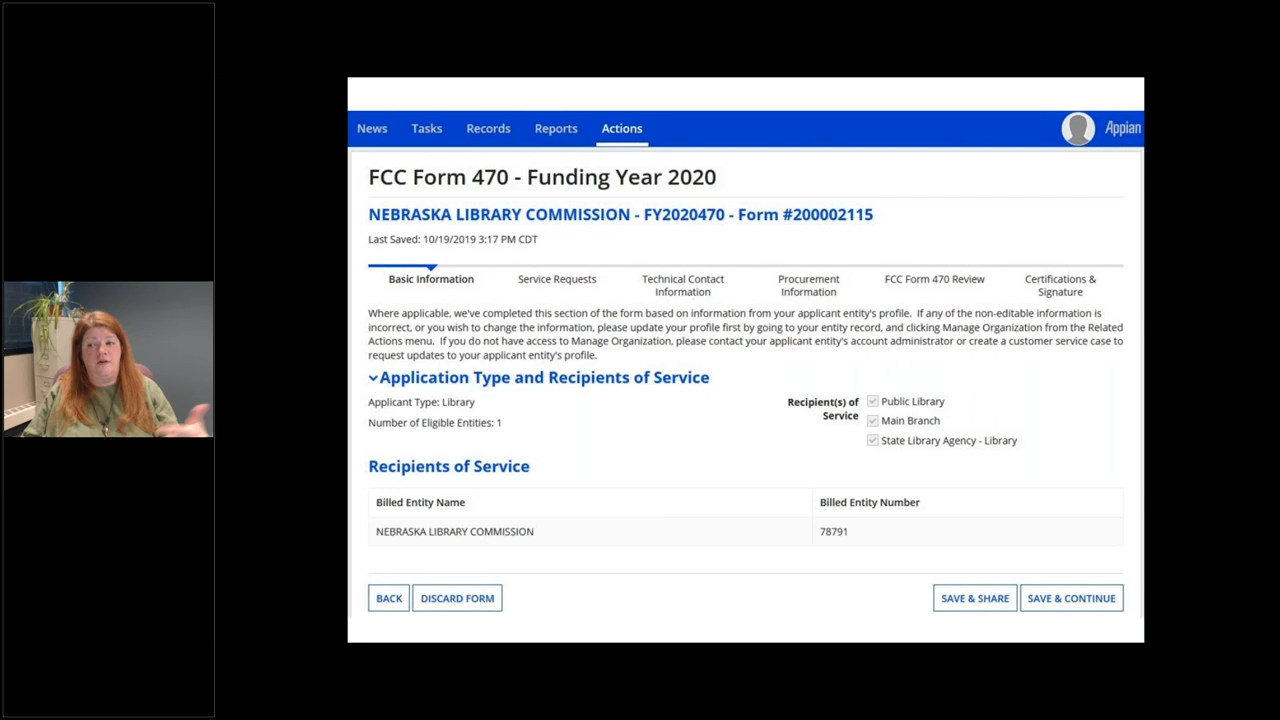 News Tasks Records Reports Actions Appian
FCC Form 470 - Funding Year 2020
NEBRASKA LIBRARY COMMISSION - FY2020470 - Form #200002115
Last Saved: 10/19/2019 3:17 PM CDT
Basic Information Service Requests Technical Contact Procurement FCC Form 470 Review Certifications &
Information Information Signature
Where applicable, we've completed this section of the form based on information from your applicant entity's profile. If any of the non-editable information is
incorrect, or you wish to change the information, please update your profile first by going to your entity record, and clicking Manage Organization from the Related
Actions menu. If you do not have access to Manage Organization, please contact your applicant entity's account administrator or create a customer service case to
request updates to your applicant entity's profile.
Application Type and Recipients of Service
Applicant Type: Library
Number of Eligible Entities: 1
Recipient(s) of
Service
Public Library
Main Branch
State Library Agency - Library
Recipients of Service
Billed Entity Name Billed Entity Number
NEBRASKA LIBRARY COMMISSION 78791
BACK DISCARD FORM SAVE & SHARE SAVE & CONTINUE